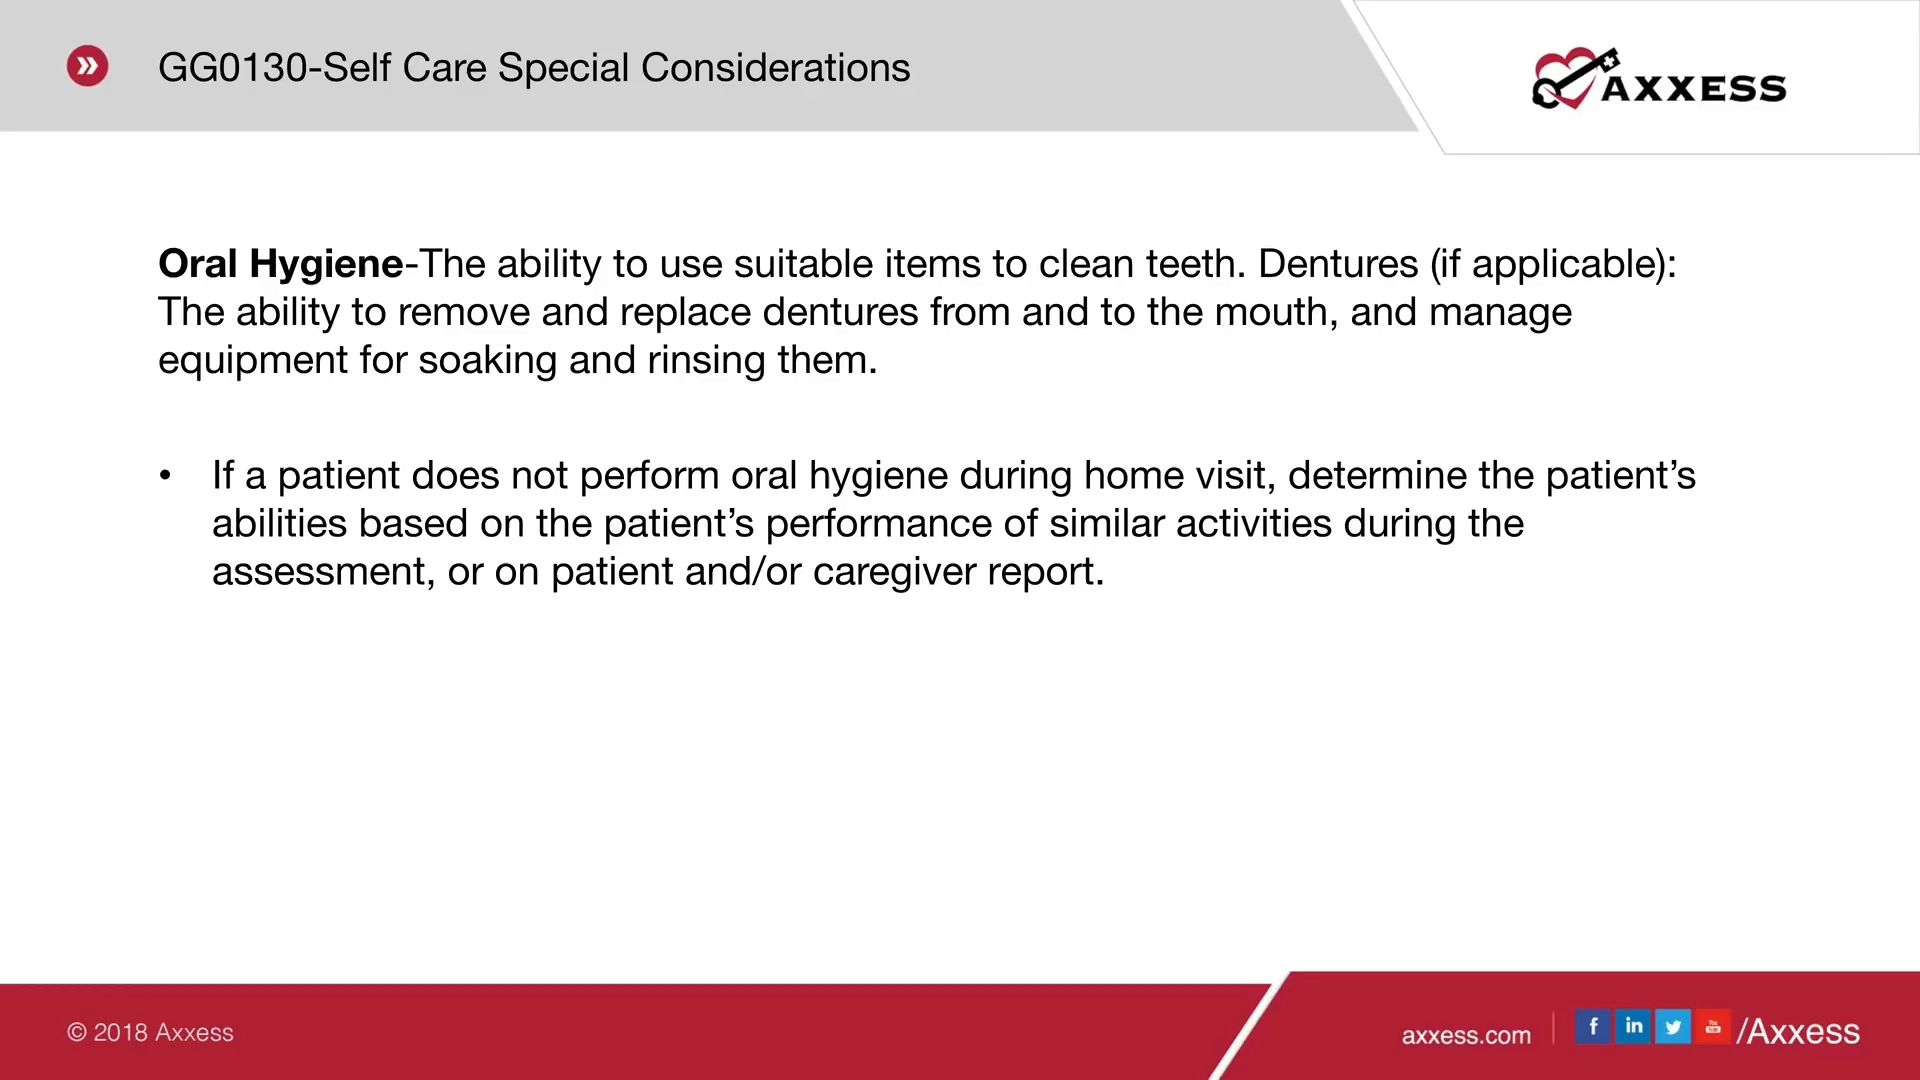 GG0130-Self Care Special Considerations
AXXESS
Oral Hygiene-The ability to use suitable items to clean teeth. Dentures (if applicable):
The ability to remove and replace dentures from and to the mouth, and manage
equipment for soaking and rinsing them.
• If a patient does not perform oral hygiene during home visit, determine the patient’s
abilities based on the patient’s performance of similar activities during the
assessment, or on patient and/or caregiver report.
© 2018 Axxess
axxess.com
f in You Tube /Axxess